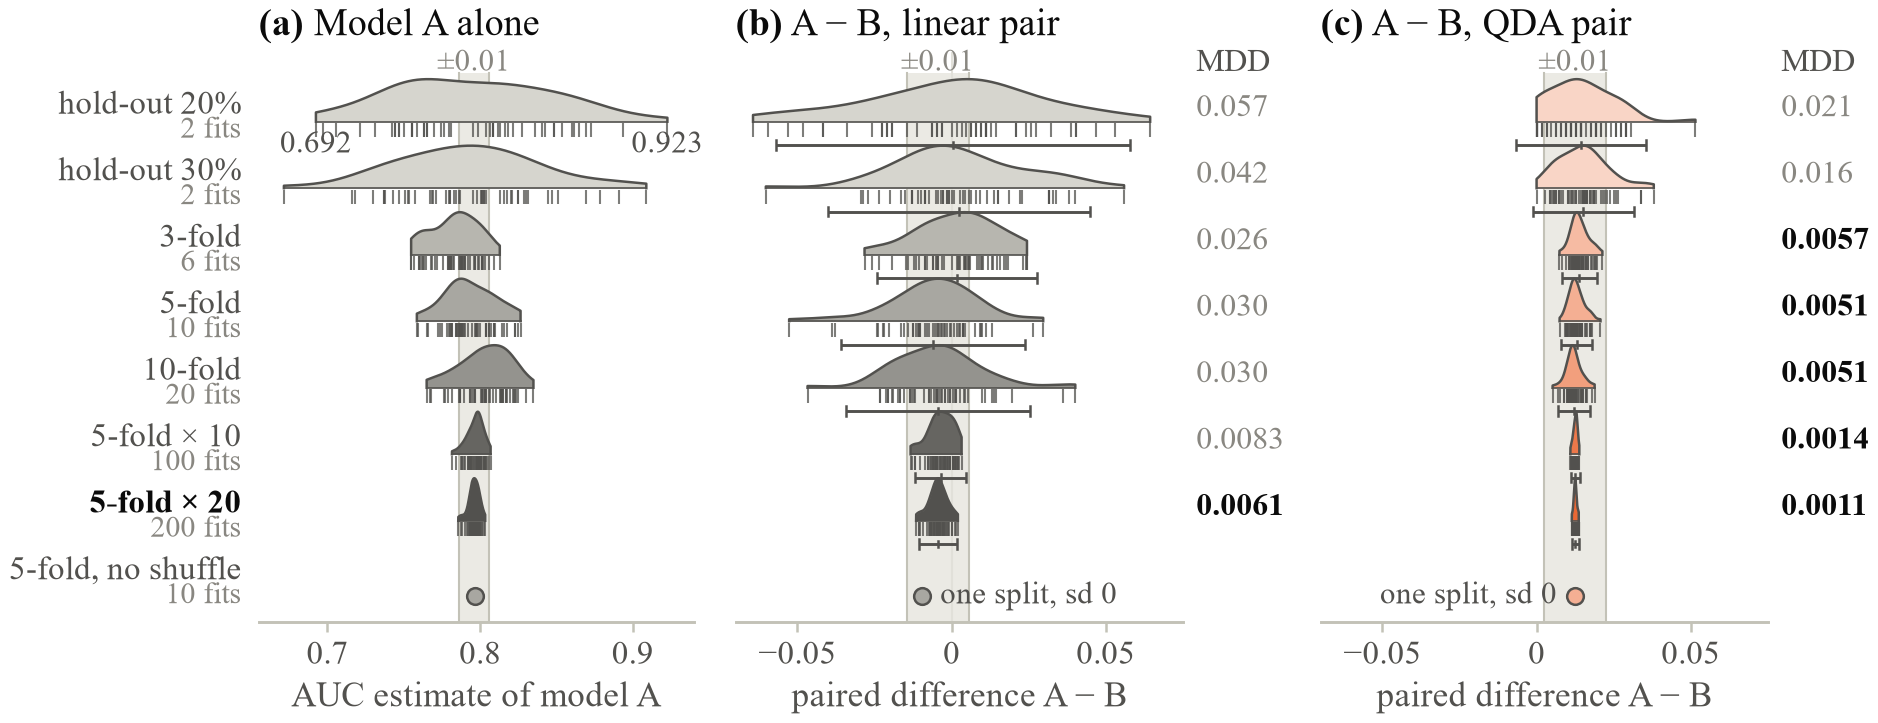 (a) Model A alone
(b) A − B, linear pair
(c) A − B, QDA pair
±0.01
±0.01
MDD
±0.01
MDD
hold-out 20%
2 fits
0.692
0.923
0.057
0.021
hold-out 30%
2 fits
0.042
0.016
3-fold
6 fits
0.026
0.0057
5-fold
10 fits
0.030
0.0051
10-fold
20 fits
0.030
0.0051
5-fold × 10
100 fits
0.0083
0.0014
5-fold × 20
200 fits
0.0061
0.0011
5-fold, no shuffle
10 fits
one split, sd 0
one split, sd 0
0.7 0.8 0.9
−0.05 0 0.05
−0.05 0 0.05
AUC estimate of model A
paired difference A − B
paired difference A − B